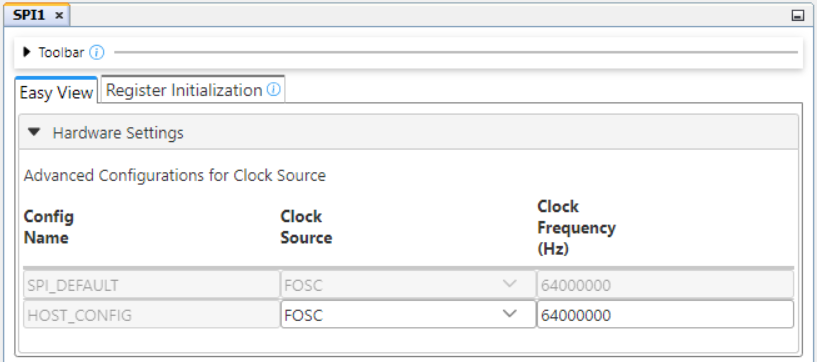 SPI1 ×
Toolbar
Easy View Register Initialization
Hardware Settings
Advanced Configurations for Clock Source
Config Name Clock Source Clock Frequency (Hz)
SPI_DEFAULT FOSC 64000000
HOST_CONFIG FOSC 64000000